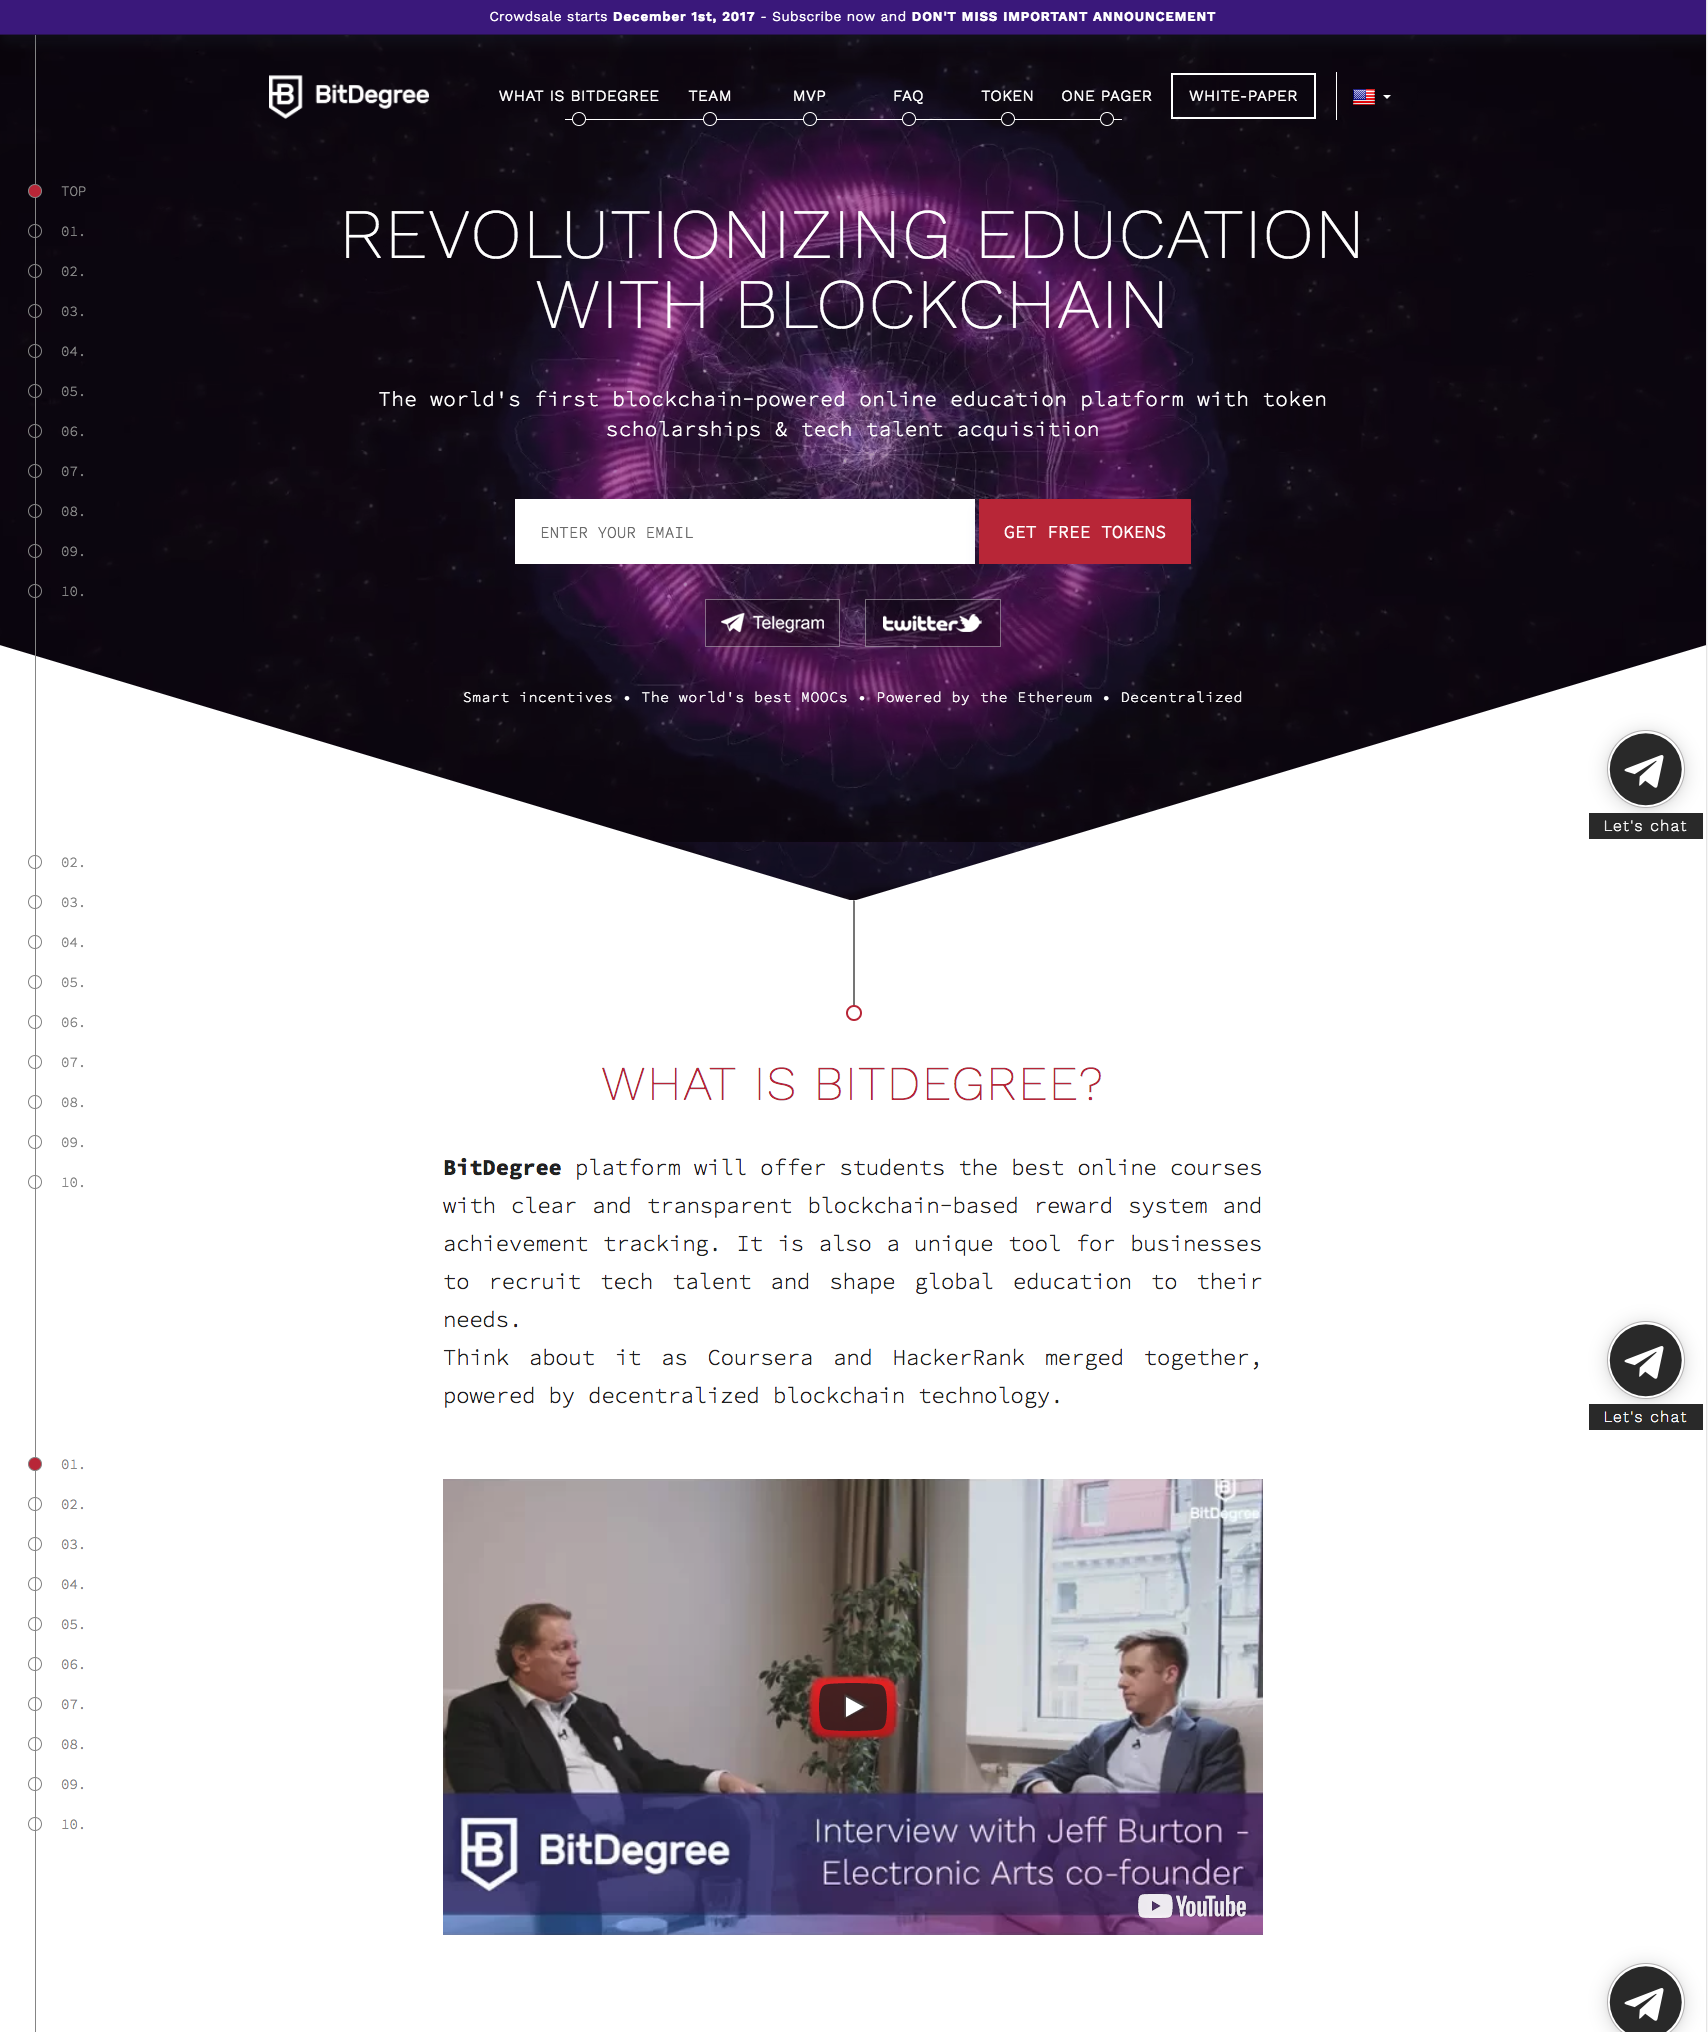 Crowdsale starts December 1st, 2017 - Subscribe now and DON'T MISS IMPORTANT ANNOUNCEMENT
BitDegree
WHAT IS BITDEGREE
TEAM
MVP
FAQ
TOKEN
ONE PAGER
WHITE-PAPER
TOP
01.
02.
03.
04.
05.
06.
07.
08.
09.
10.
REVOLUTIONIZING EDUCATION
WITH BLOCKCHAIN
The world's first blockchain-powered online education platform with token
scholarships & tech talent acquisition
ENTER YOUR EMAIL
GET FREE TOKENS
Telegram
twitter
Smart incentives • The world's best MOOCs • Powered by the Ethereum • Decentralized
Let's chat
02.
03.
04.
05.
06.
07.
08.
09.
10.
WHAT IS BITDEGREE?
BitDegree platform will offer students the best online courses
with clear and transparent blockchain-based reward system and
achievement tracking. It is also a unique tool for businesses
to recruit tech talent and shape global education to their
needs.
Think about it as Coursera and HackerRank merged together,
powered by decentralized blockchain technology.
Let's chat
01.
02.
03.
04.
05.
06.
07.
08.
09.
10.
BitDegree
BitDegree
Interview with Jeff Burton -
Electronic Arts co-founder
YouTube